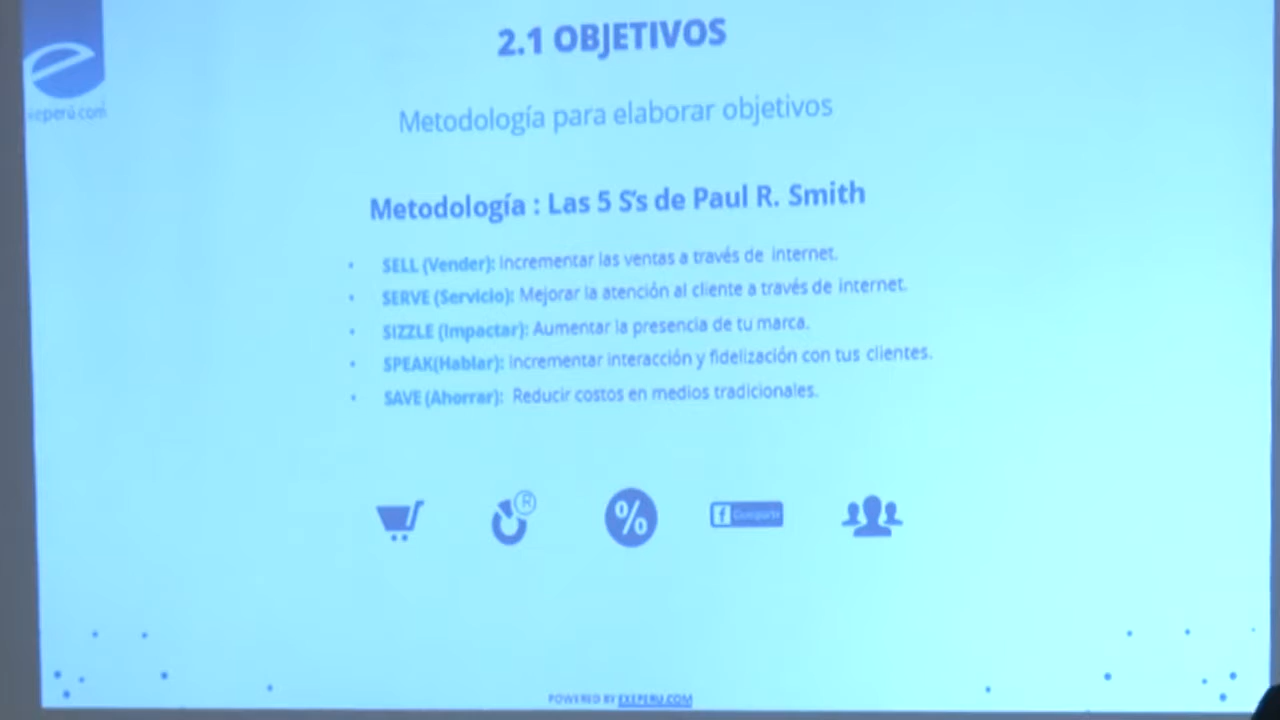 2.1 OBJETIVOS
exeperú.com
Metodología para elaborar objetivos
Metodología : Las 5 S's de Paul R. Smith
• SELL (Vender): Incrementar las ventas a través de internet.
• SERVE (Servicio): Mejorar la atención al cliente a través de internet.
• SIZZLE (Impactar): Aumentar la presencia de tu marca.
• SPEAK(Hablar): Incrementar interacción y fidelización con tus clientes.
• SAVE (Ahorrar): Reducir costos en medios tradicionales.
R
%
f Compartir
POWERED BY EXEPERU.COM